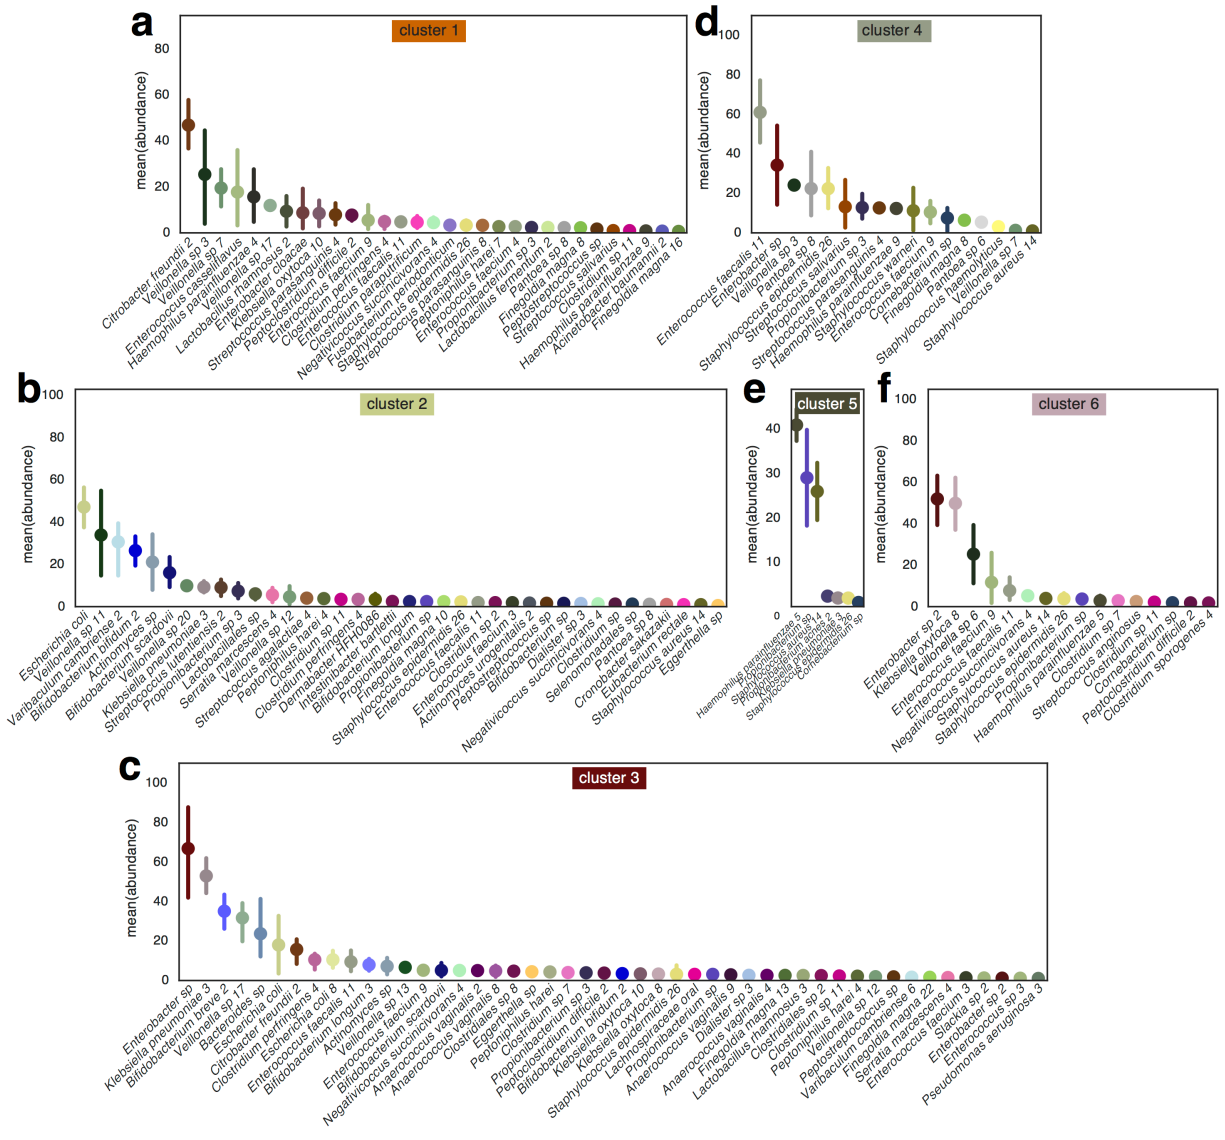 a
cluster 1
mean(abundance)
80
60
40
20
0
Citrobacter freundii 2
Veillonella sp 3
Veillonella sp 7
Enterococcus casseliflavus
Haemophilus parainfluenzae 4
Veillonella sp 17
Lactobacillus rhamnosus 2
Enterobacter cloacae
Klebsiella oxytoca 10
Streptococcus parasanguinis 4
Peptoclostridium difficile 2
Enterococcus faecium 9
Clostridium perfringens 4
Enterococcus faecalis 11
Clostridium paraputrificum
Negativicoccus succinicivorans 4
Fusobacterium periodonticum
Staphylococcus epidermidis 26
Streptococcus parasanguinis 8
Peptoniphilus harei 7
Enterococcus faecium 4
Propionibacterium sp 3
Lactobacillus fermentum 2
Pantoea sp 8
Finegoldia magna 8
Peptostreptococcus sp
Streptococcus salivarius
Clostridium sp 11
Haemophilus parainfluenzae 9
Acinetobacter baumannii 2
Finegoldia magna 16
d
cluster 4
mean(abundance)
100
80
60
40
20
0
Enterococcus faecalis 11
Enterobacter sp
Veillonella sp 3
Pantoea sp 8
Staphylococcus epidermidis 26
Streptococcus salivarius
Propionibacterium sp 3
Streptococcus parasanguinis 4
Haemophilus parainfluenzae 9
Staphylococcus warneri
Enterococcus faecium 9
Corynebacterium sp
Finegoldia magna 8
Pantoea sp 6
Staphylococcus haemolyticus
Veillonella sp 7
Staphylococcus aureus 14
b
cluster 2
mean(abundance)
100
80
60
40
20
0
Escherichia coli
Veillonella sp 11
Varibaculum cambriense 2
Bifidobacterium bifidum 2
Actinomyces sp
Bifidobacterium scardovii
Veillonella sp 20
Klebsiella pneumoniae 3
Streptococcus lutetiensis 2
Propionibacterium sp 3
Lactobacillales sp
Serratia marcescens 4
Veillonella sp 12
Streptococcus agalactiae 4
Peptoniphilus harei 4
Clostridium sp 11
Clostridium perfringens 4
Dermabacter sp HFH0086
Intestinibacter bartlettii
Bifidobacterium longum
Propionibacterium sp
Finegoldia magna 10
Staphylococcus epidermidis 26
Enterococcus faecalis 11
Clostridium sp 2
Enterococcus faecium 3
Actinomyces urogenitalis 2
Peptostreptococcus sp
Bifidobacterium sp
Dialister sp 3
Negativicoccus succinicivorans 4
Clostridium sp
Selenomonadales sp
Pantoea sp 8
Cronobacter sakazakii
Eubacterium rectale
Staphylococcus aureus 14
Eggerthella sp
e
cluster 5
mean(abundance)
40
30
20
10
0
Haemophilus parainfluenzae 5
Propionibacterium sp
Staphylococcus aureus 14
Corynebacterium sp
f
cluster 6
mean(abundance)
100
80
60
40
20
0
Enterobacter sp 2
Klebsiella oxytoca 8
Veillonella sp 6
Enterococcus faecium 9
Enterococcus faecalis 11
Negativicoccus succinicivorans 4
Staphylococcus aureus 14
Staphylococcus epidermidis 26
Propionibacterium sp
Haemophilus parainfluenzae 5
Clostridium sp 7
Streptococcus anginosus
Clostridium sp 11
Cornebacterium sp
Peptoclostridium difficile 2
Clostridium sporogenes 4
c
cluster 3
mean(abundance)
100
80
60
40
20
0
Enterobacter sp
Klebsiella pneumoniae 3
Bifidobacterium breve 2
Veillonella sp 17
Bacteroides sp
Escherichia coli
Citrobacter freundii 2
Clostridium perfringens 4
Escherichia coli 8
Enterococcus faecalis 11
Bifidobacterium longum 3
Actinomyces sp
Veillonella sp 13
Enterococcus faecium 9
Bifidobacterium scardovii
Negativicoccus succinicivorans 4
Anaerococcus vaginalis 2
Anaerococcus vaginalis 8
Clostridiales sp 8
Eggerthella sp
Peptoniphilus harei
Clostridium sp 7
Propionibacterium sp 3
Peptoclostridium difficile 2
Bifidobacterium bifidum 2
Klebsiella oxytoca 10
Klebsiella oxytoca 8
Staphylococcus epidermidis 26
Lachnospiraceae oral
Propionibacterium sp
Anaerococcus vaginalis 9
Dialister sp 3
Anaerococcus vaginalis 4
Finegoldia magna 13
Lactobacillus rhamnosus 3
Clostridiales sp 2
Clostridium sp 11
Peptoniphilus harei 4
Veillonella sp 12
Peptostreptococcus sp
Varibaculum cambriense 6
Finegoldia magna 22
Serratia marcescens 4
Enterococcus faecium 3
Slackia sp 2
Enterobacter sp 2
Enterococcus sp 3
Pseudomonas aeruginosa 3